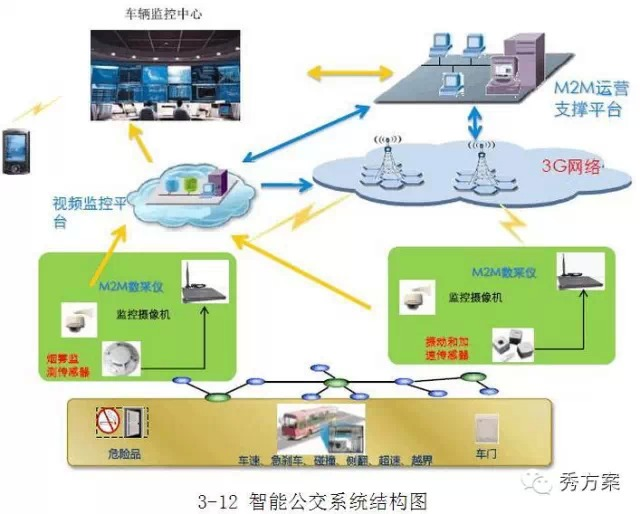 车辆监控中心
M2M运营
支撑平台
3G网络
视频监控平
台
M2M数采仪
监控摄像机
烟雾监
测传感器
M2M数采仪
监控摄像机
振动和加
速传感器
危险品
车速、急刹车、碰撞、侧翻、超速、越界
车门
秀方案
3-12 智能公交系统结构图